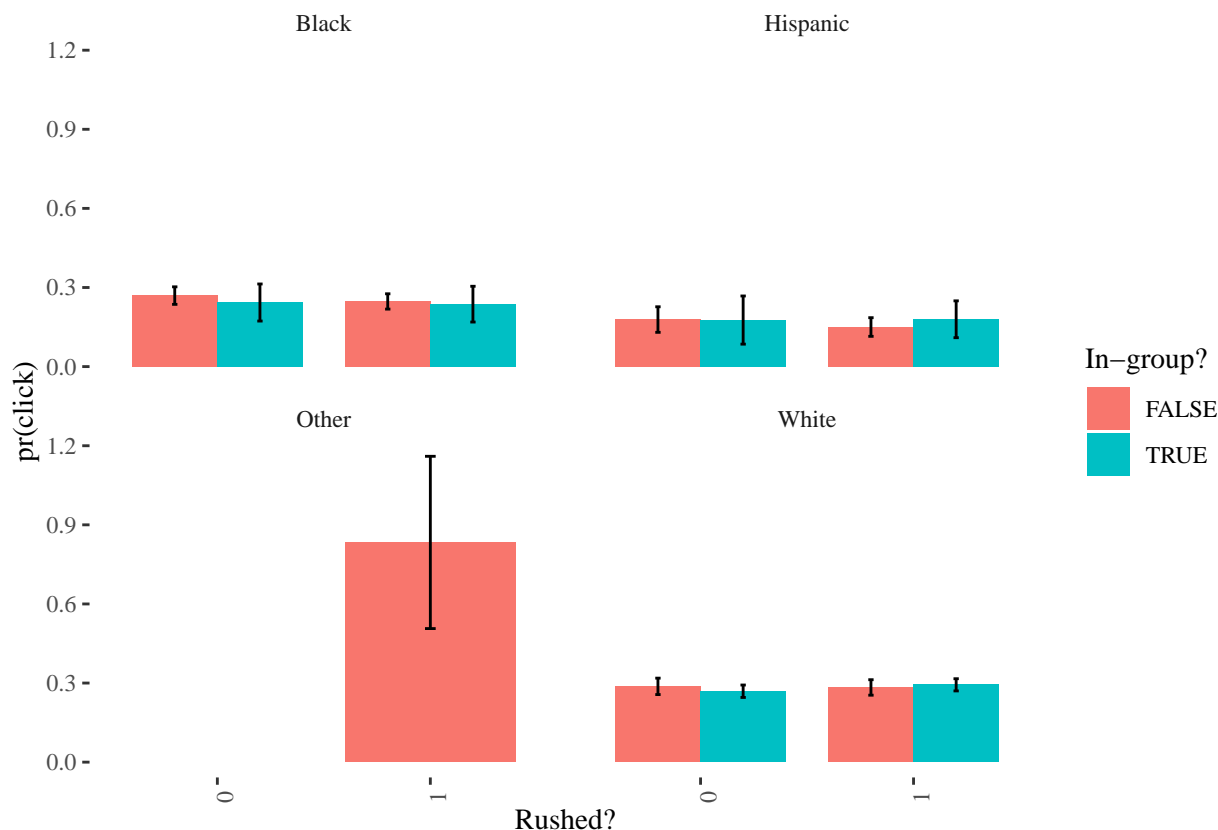 Black
Hispanic
1.2
0.9
0.6
0.3
0.0
Other
White
1.2
0.9
0.6
0.3
0.0
pr(click)
0
1
0
1
Rushed?
In−group?
FALSE
TRUE